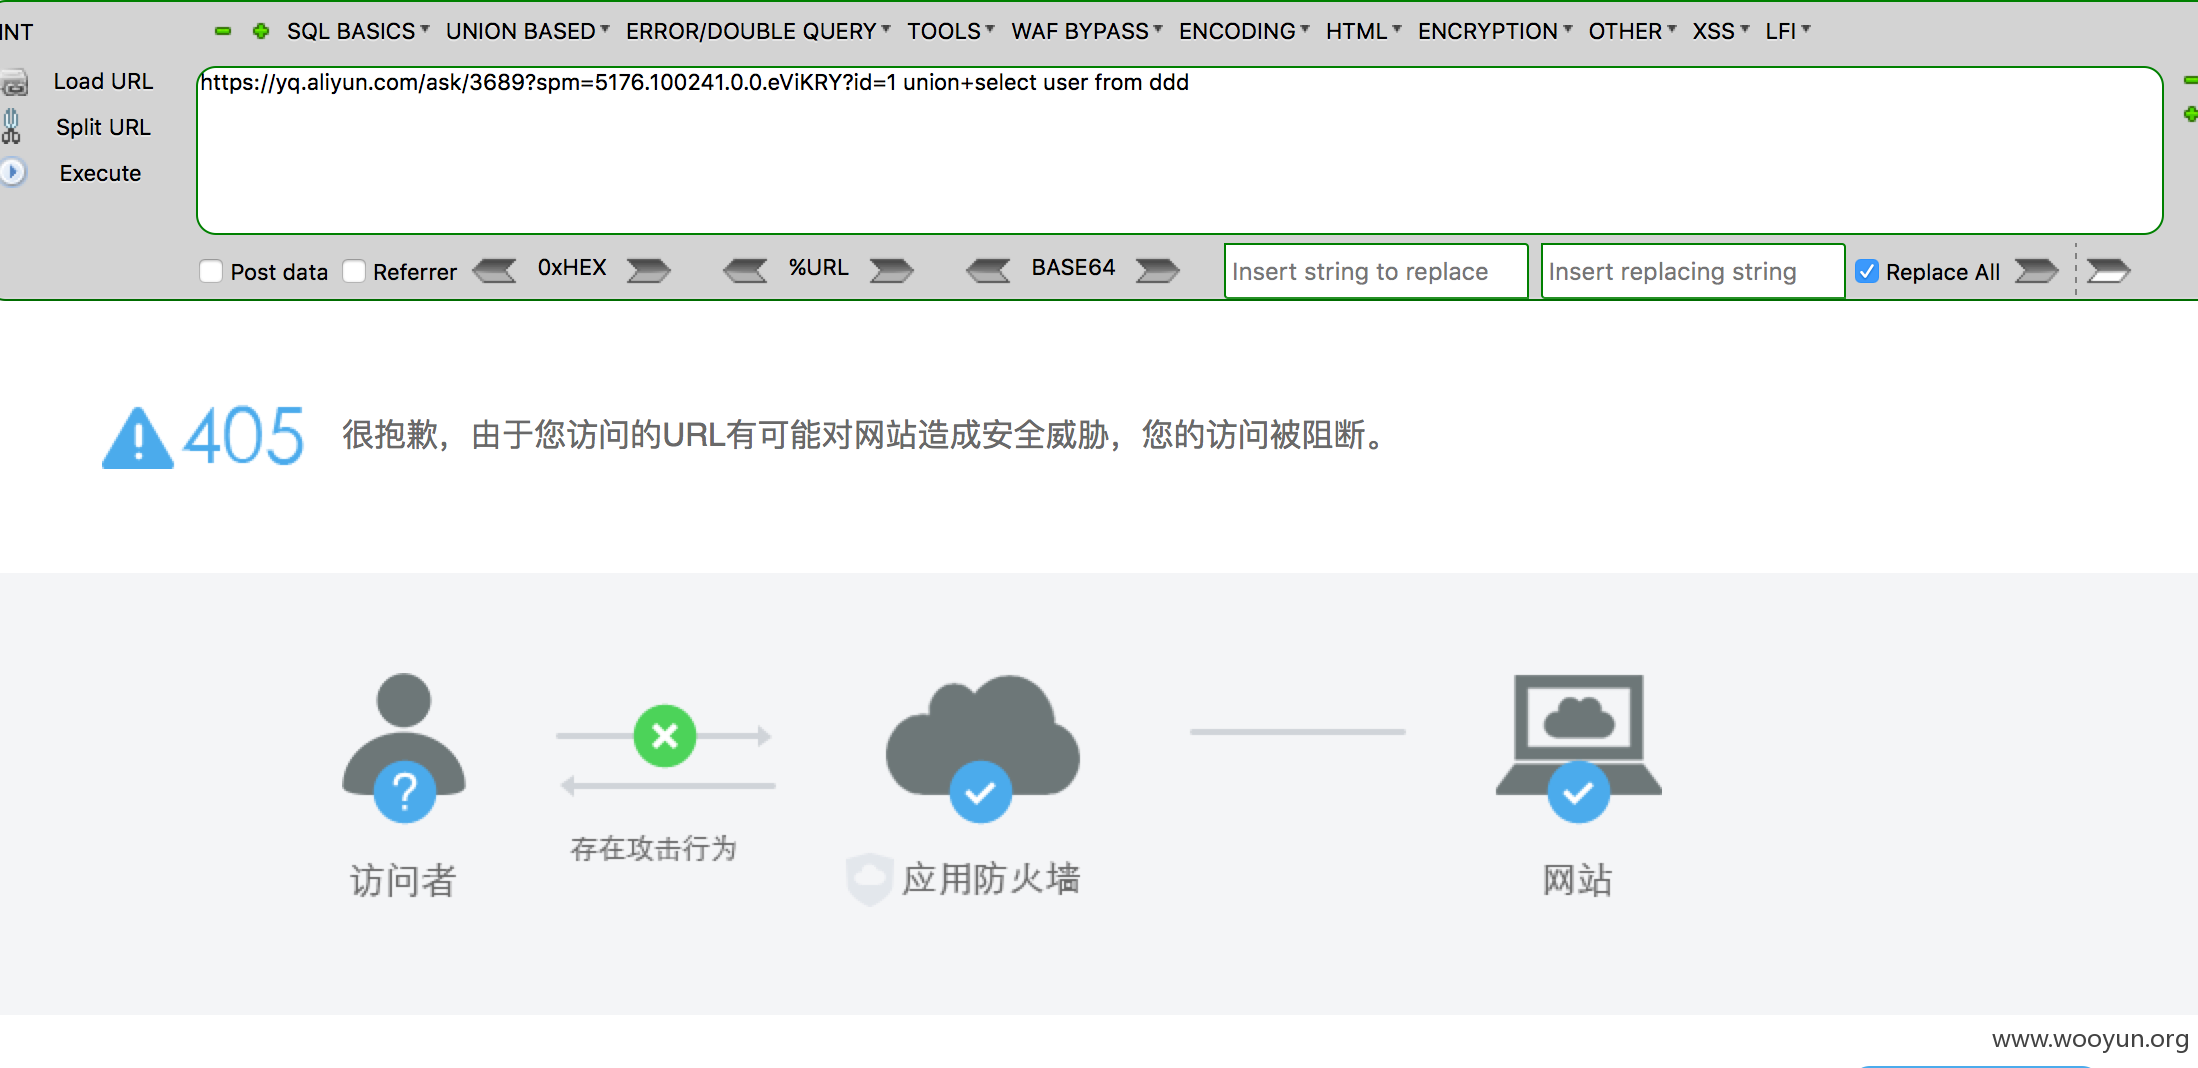 INT SQL BASICS UNION BASED ERROR/DOUBLE QUERY TOOLS WAF BYPASS ENCODING HTML ENCRYPTION OTHER XSS LFI
Load URL
https://yq.aliyun.com/ask/3689?spm=5176.100241.0.0.eViKRY?id=1 union+select user from ddd
Split URL
Execute
Post data Referrer 0xHEX %URL BASE64 Insert string to replace Insert replacing string Replace All
405 很抱歉，由于您访问的URL有可能对网站造成安全威胁，您的访问被阻断。
存在攻击行为
访问者 应用防火墙 网站
www.wooyun.org